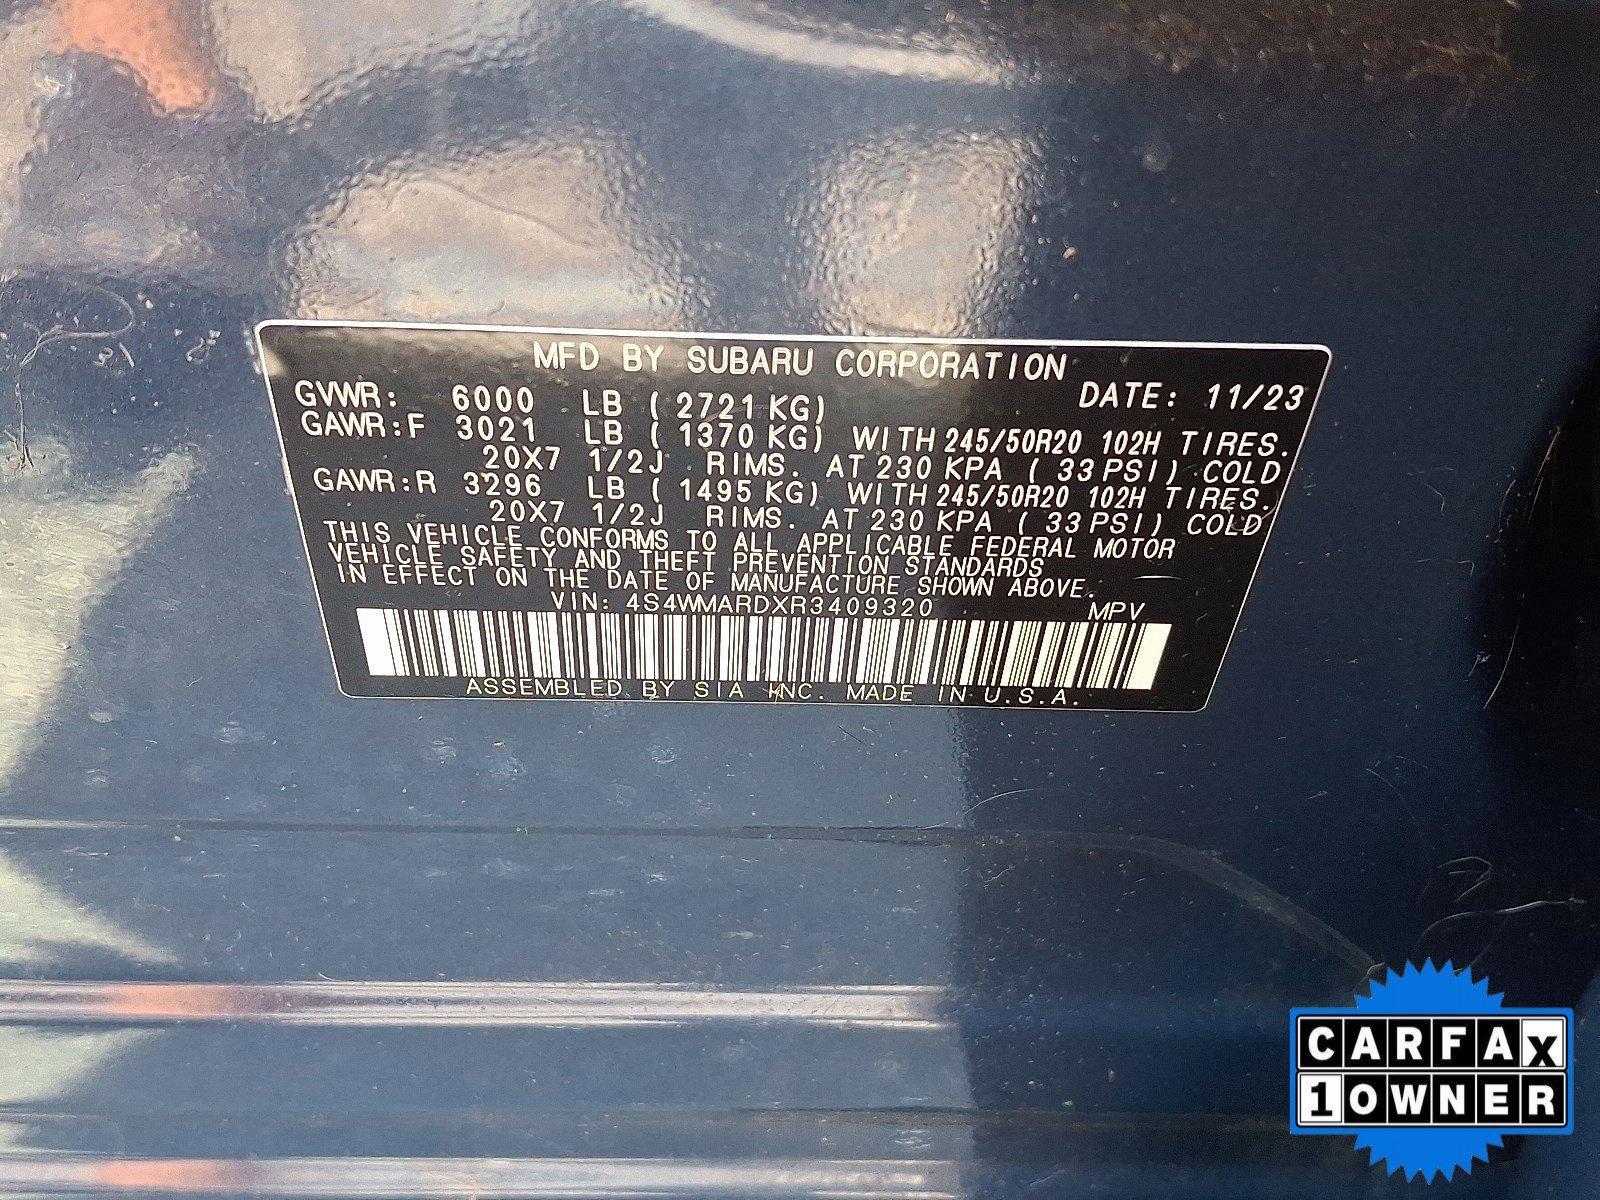 MFD BY SUBARU CORPORATION
GVWR: 6000 LB ( 2721 KG) DATE: 11/23
GAWR:F 3021 LB ( 1370 KG) WITH 245/50R20 102H TIRES.
20X7 1/2J RIMS. AT 230 KPA ( 33 PSI) COLD
GAWR:R 3296 LB ( 1495 KG) WITH 245/50R20 102H TIRES.
20X7 1/2J RIMS. AT 230 KPA ( 33 PSI) COLD
THIS VEHICLE CONFORMS TO ALL APPLICABLE FEDERAL MOTOR
VEHICLE SAFETY AND THEFT PREVENTION STANDARDS
IN EFFECT ON THE DATE OF MANUFACTURE SHOWN ABOVE.
VIN: 4S4WMARDXR3409320 MPV
ASSEMBLED BY SIA INC. MADE IN U.S.A.
CARFAX
1 OWNER